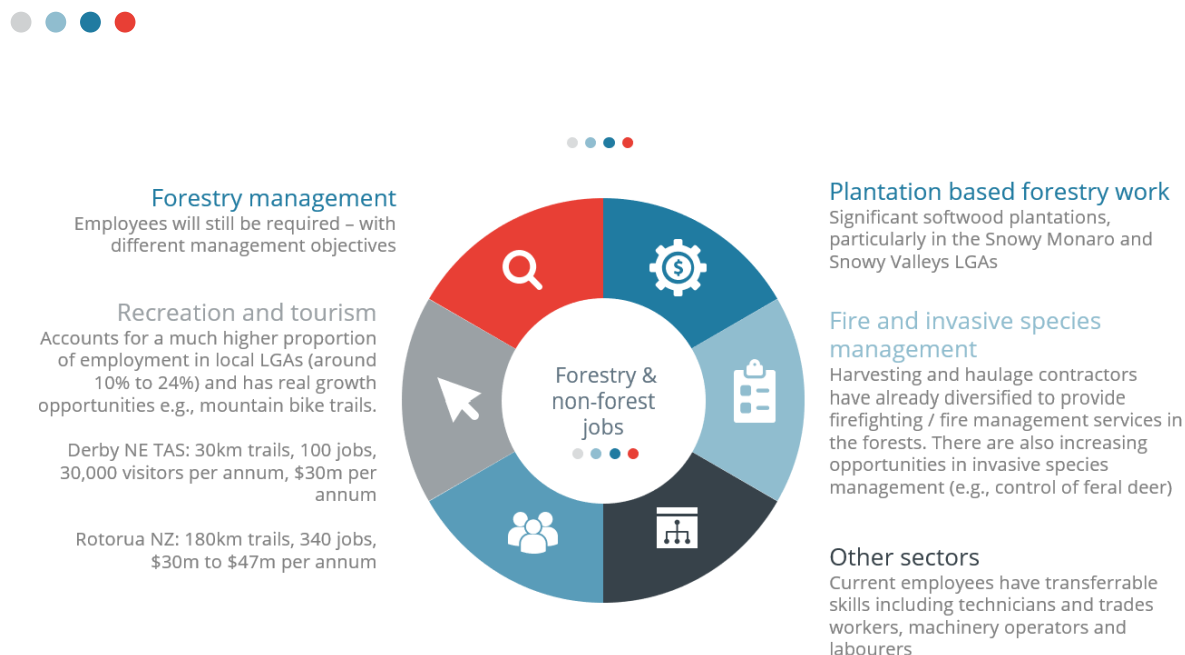 Forestry management
Employees will still be required – with
different management objectives
Recreation and tourism
Accounts for a much higher proportion
of employment in local LGAs (around
10% to 24%) and has real growth
opportunities e.g., mountain bike trails.
Derby NE TAS: 30km trails, 100 jobs,
30,000 visitors per annum, $30m per
annum
Rotorua NZ: 180km trails, 340 jobs,
$30m to $47m per annum
$
Forestry &
non-forest
jobs
Plantation based forestry work
Significant softwood plantations,
particularly in the Snowy Monaro and
Snowy Valleys LGAs
Fire and invasive species
management
Harvesting and haulage contractors
have already diversified to provide
firefighting / fire management services in
the forests. There are also increasing
opportunities in invasive species
management (e.g., control of feral deer)
Other sectors
Current employees have transferrable
skills including technicians and trades
workers, machinery operators and
labourers